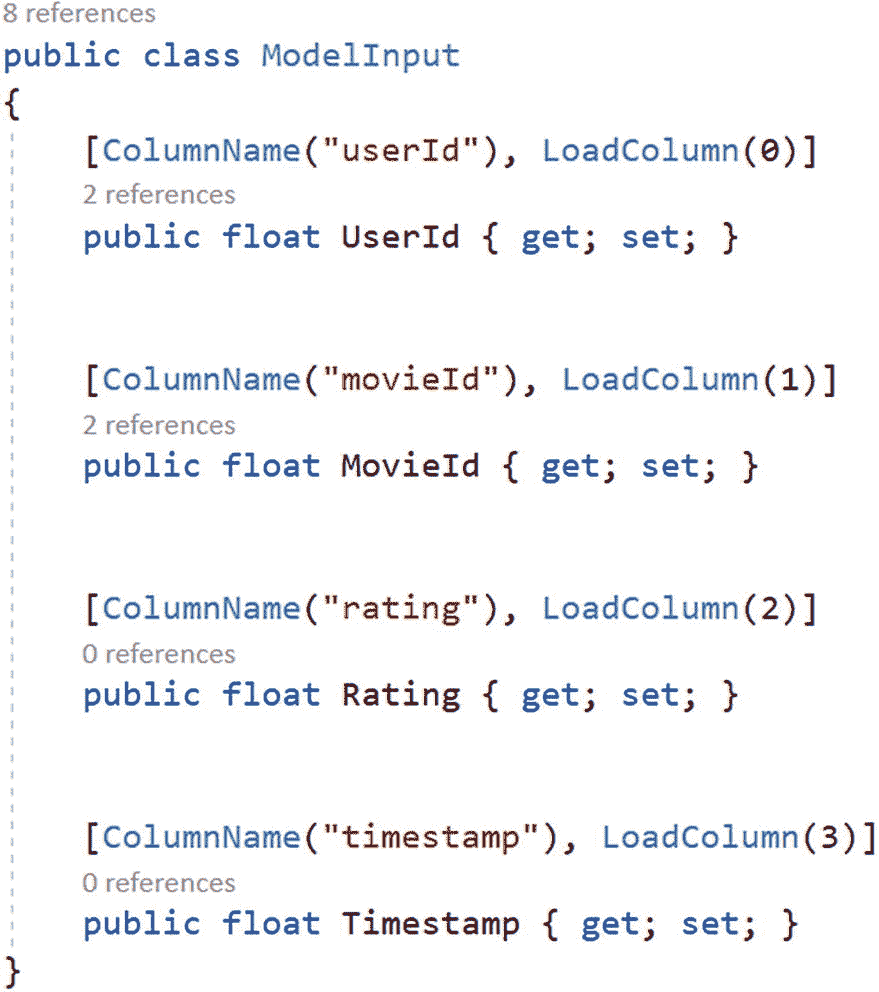 8 references
public class ModelInput
{
[ColumnName("userId"), LoadColumn(0)]
2 references
public float UserId { get; set; }
[ColumnName("movieId"), LoadColumn(1)]
2 references
public float MovieId { get; set; }
[ColumnName("rating"), LoadColumn(2)]
0 references
public float Rating { get; set; }
[ColumnName("timestamp"), LoadColumn(3)]
0 references
public float Timestamp { get; set; }
}